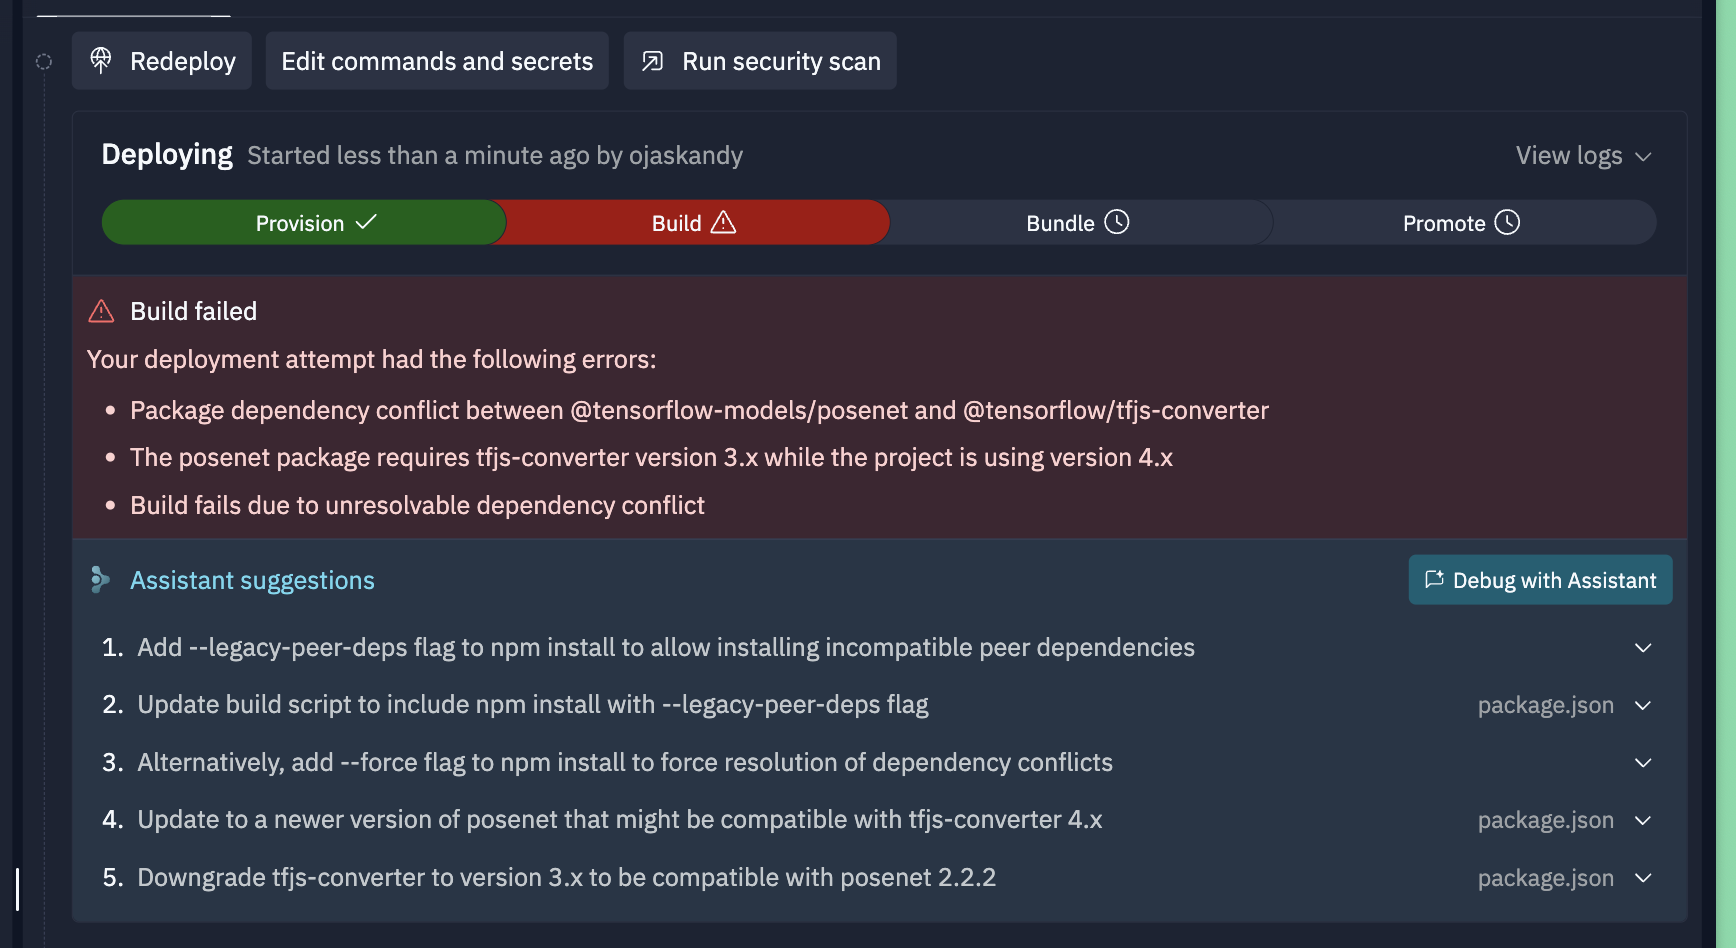 Redeploy Edit commands and secrets Run security scan
Deploying Started less than a minute ago by ojaskandy View logs
Provision Build Bundle Promote
Build failed
Your deployment attempt had the following errors:
• Package dependency conflict between @tensorflow-models/posenet and @tensorflow/tfjs-converter
• The posenet package requires tfjs-converter version 3.x while the project is using version 4.x
• Build fails due to unresolvable dependency conflict
Assistant suggestions Debug with Assistant
1. Add --legacy-peer-deps flag to npm install to allow installing incompatible peer dependencies
2. Update build script to include npm install with --legacy-peer-deps flag package.json
3. Alternatively, add --force flag to npm install to force resolution of dependency conflicts
4. Update to a newer version of posenet that might be compatible with tfjs-converter 4.x package.json
5. Downgrade tfjs-converter to version 3.x to be compatible with posenet 2.2.2 package.json